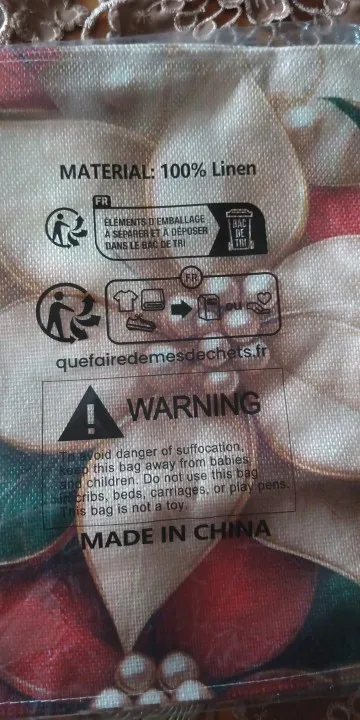 MATERIAL: 100% Linen
FR
ÉLÉMENTS D'EMBALLAGE
À SÉPARER ET À DÉPOSER
DANS LE BAC DE TRI
BAC
DE
TRI
FR
OU
quefairedemesdechets.fr
WARNING
To avoid danger of suffocation,
keep this bag away from babies
and children. Do not use this bag
in cribs, beds, carriages, or play pens.
This bag is not a toy.
MADE IN CHINA